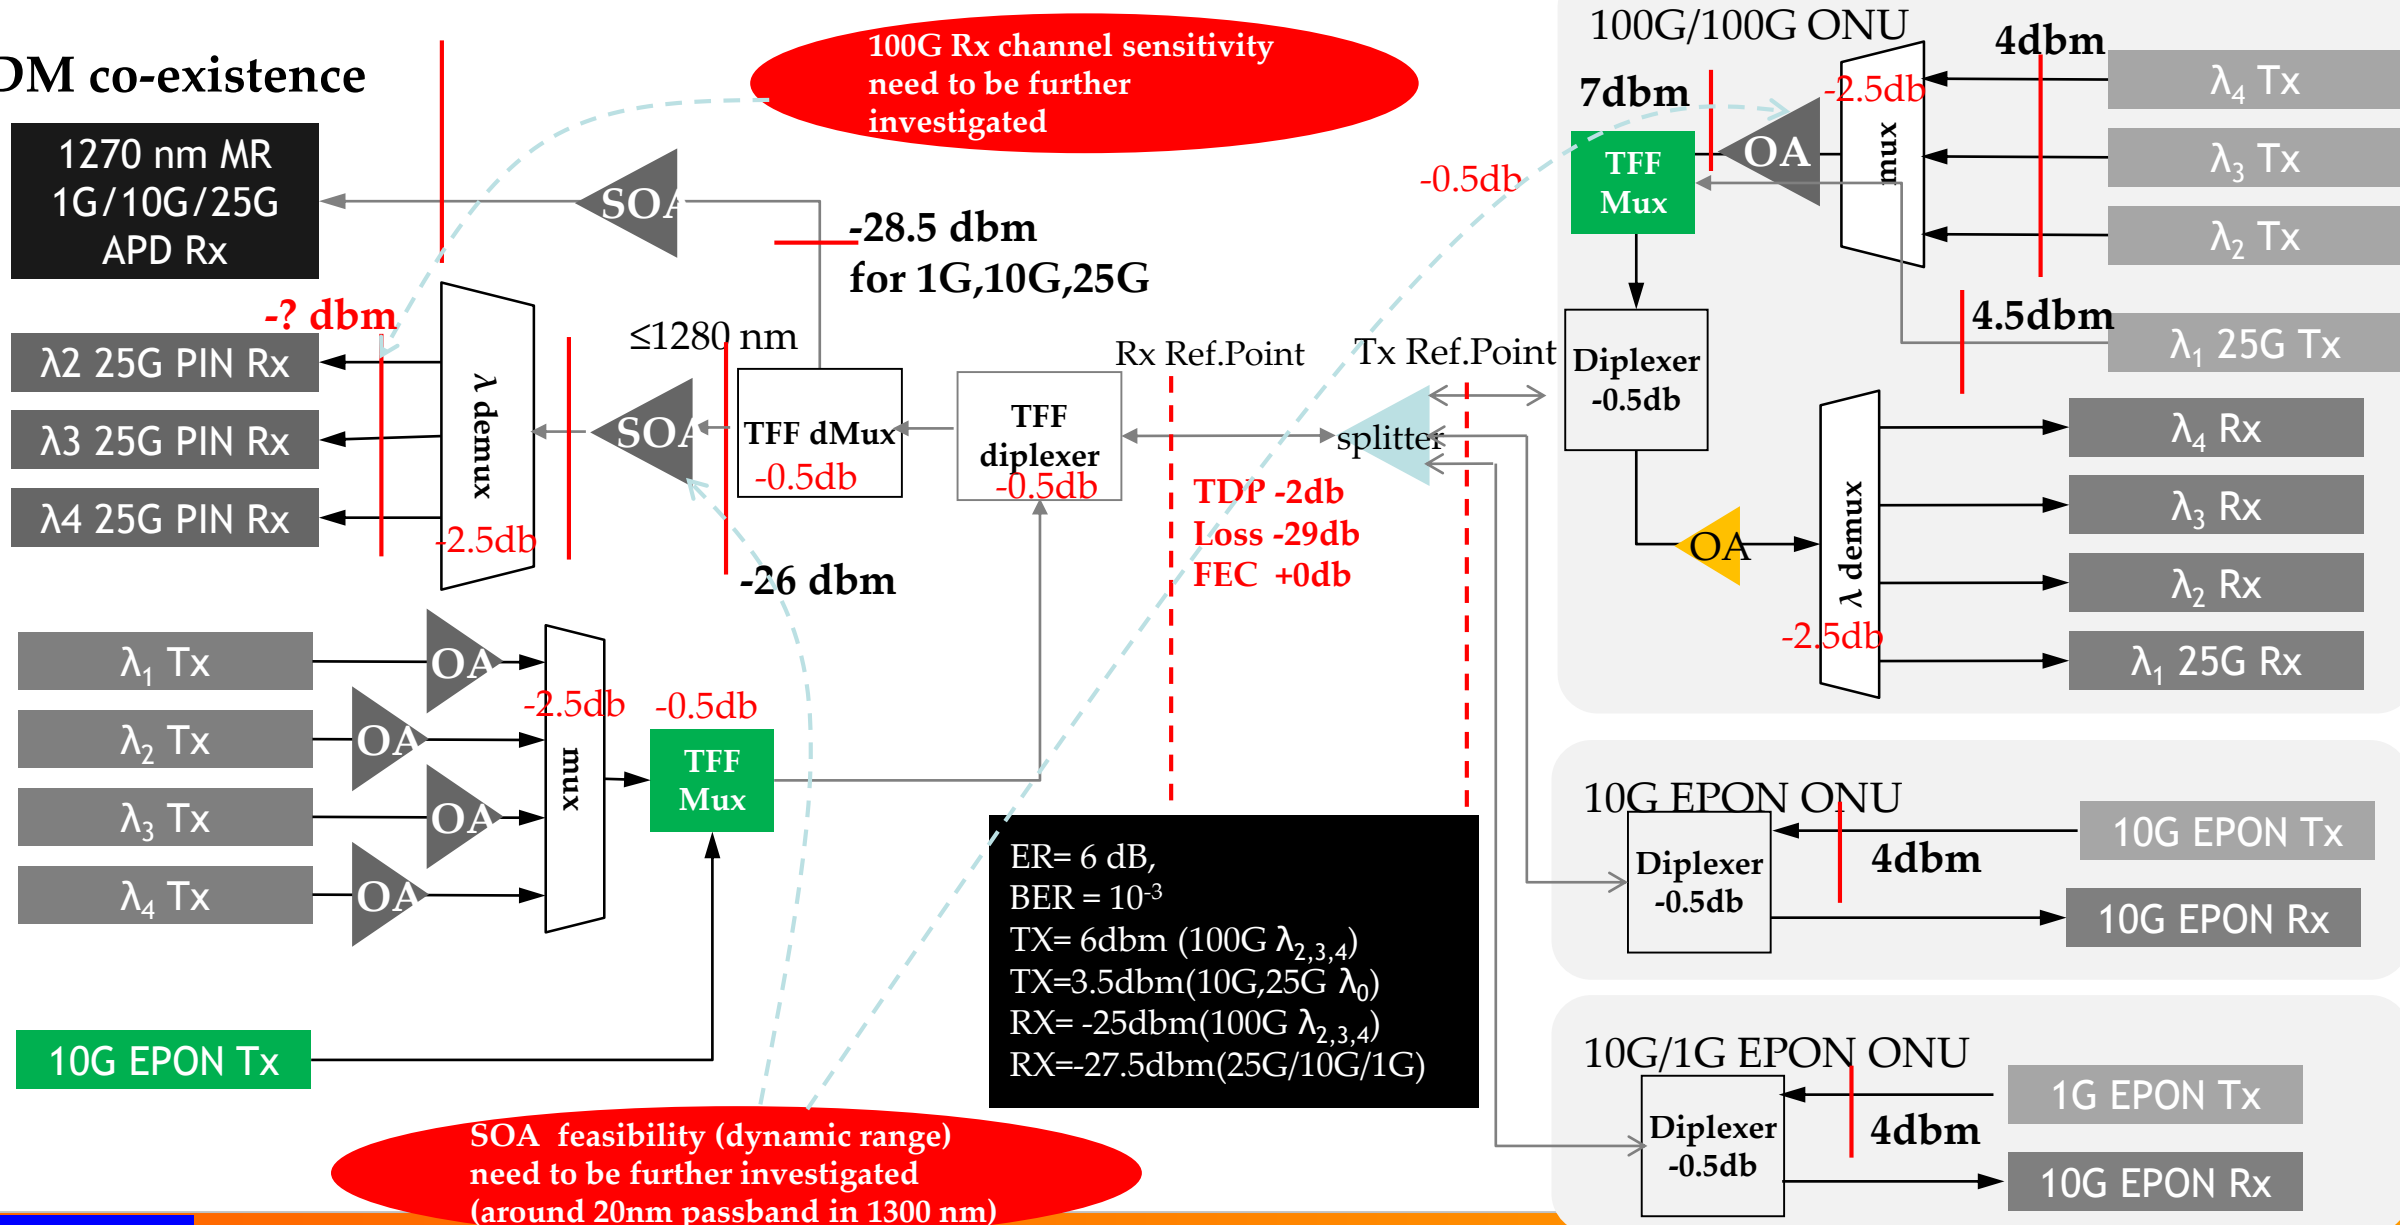 DM co-existence
100G Rx channel sensitivity
need to be further
investigated
1270 nm MR
1G/10G/25G
APD Rx
SOA
-28.5 dbm
for 1G,10G,25G
-? dbm
≤1280 nm
λ2 25G PIN Rx
λ3 25G PIN Rx
λ4 25G PIN Rx
λ demux
-2.5db
SOA
TFF dMux
-0.5db
-26 dbm
TFF
diplexer
-0.5db
Rx Ref.Point
Tx Ref.Point
splitter
TDP -2db
Loss -29db
FEC +0db
λ1 Tx
λ2 Tx
λ3 Tx
λ4 Tx
OA
OA
OA
OA
-2.5db
mux
-0.5db
TFF
Mux
10G EPON Tx
ER= 6 dB,
BER = 10-3
TX= 6dbm (100G λ2,3,4)
TX=3.5dbm(10G,25G λ0)
RX= -25dbm(100G λ2,3,4)
RX=-27.5dbm(25G/10G/1G)
SOA feasibility (dynamic range)
need to be further investigated
(around 20nm passband in 1300 nm)
100G/100G ONU
4dbm
7dbm
-2.5db
-0.5db
TFF
Mux
OA
mux
λ4 Tx
λ3 Tx
λ2 Tx
4.5dbm
λ1 25G Tx
Diplexer
-0.5db
OA
λ demux
-2.5db
λ4 Rx
λ3 Rx
λ2 Rx
λ1 25G Rx
10G EPON ONU
Diplexer
-0.5db
4dbm
10G EPON Tx
10G EPON Rx
10G/1G EPON ONU
Diplexer
-0.5db
4dbm
1G EPON Tx
10G EPON Rx